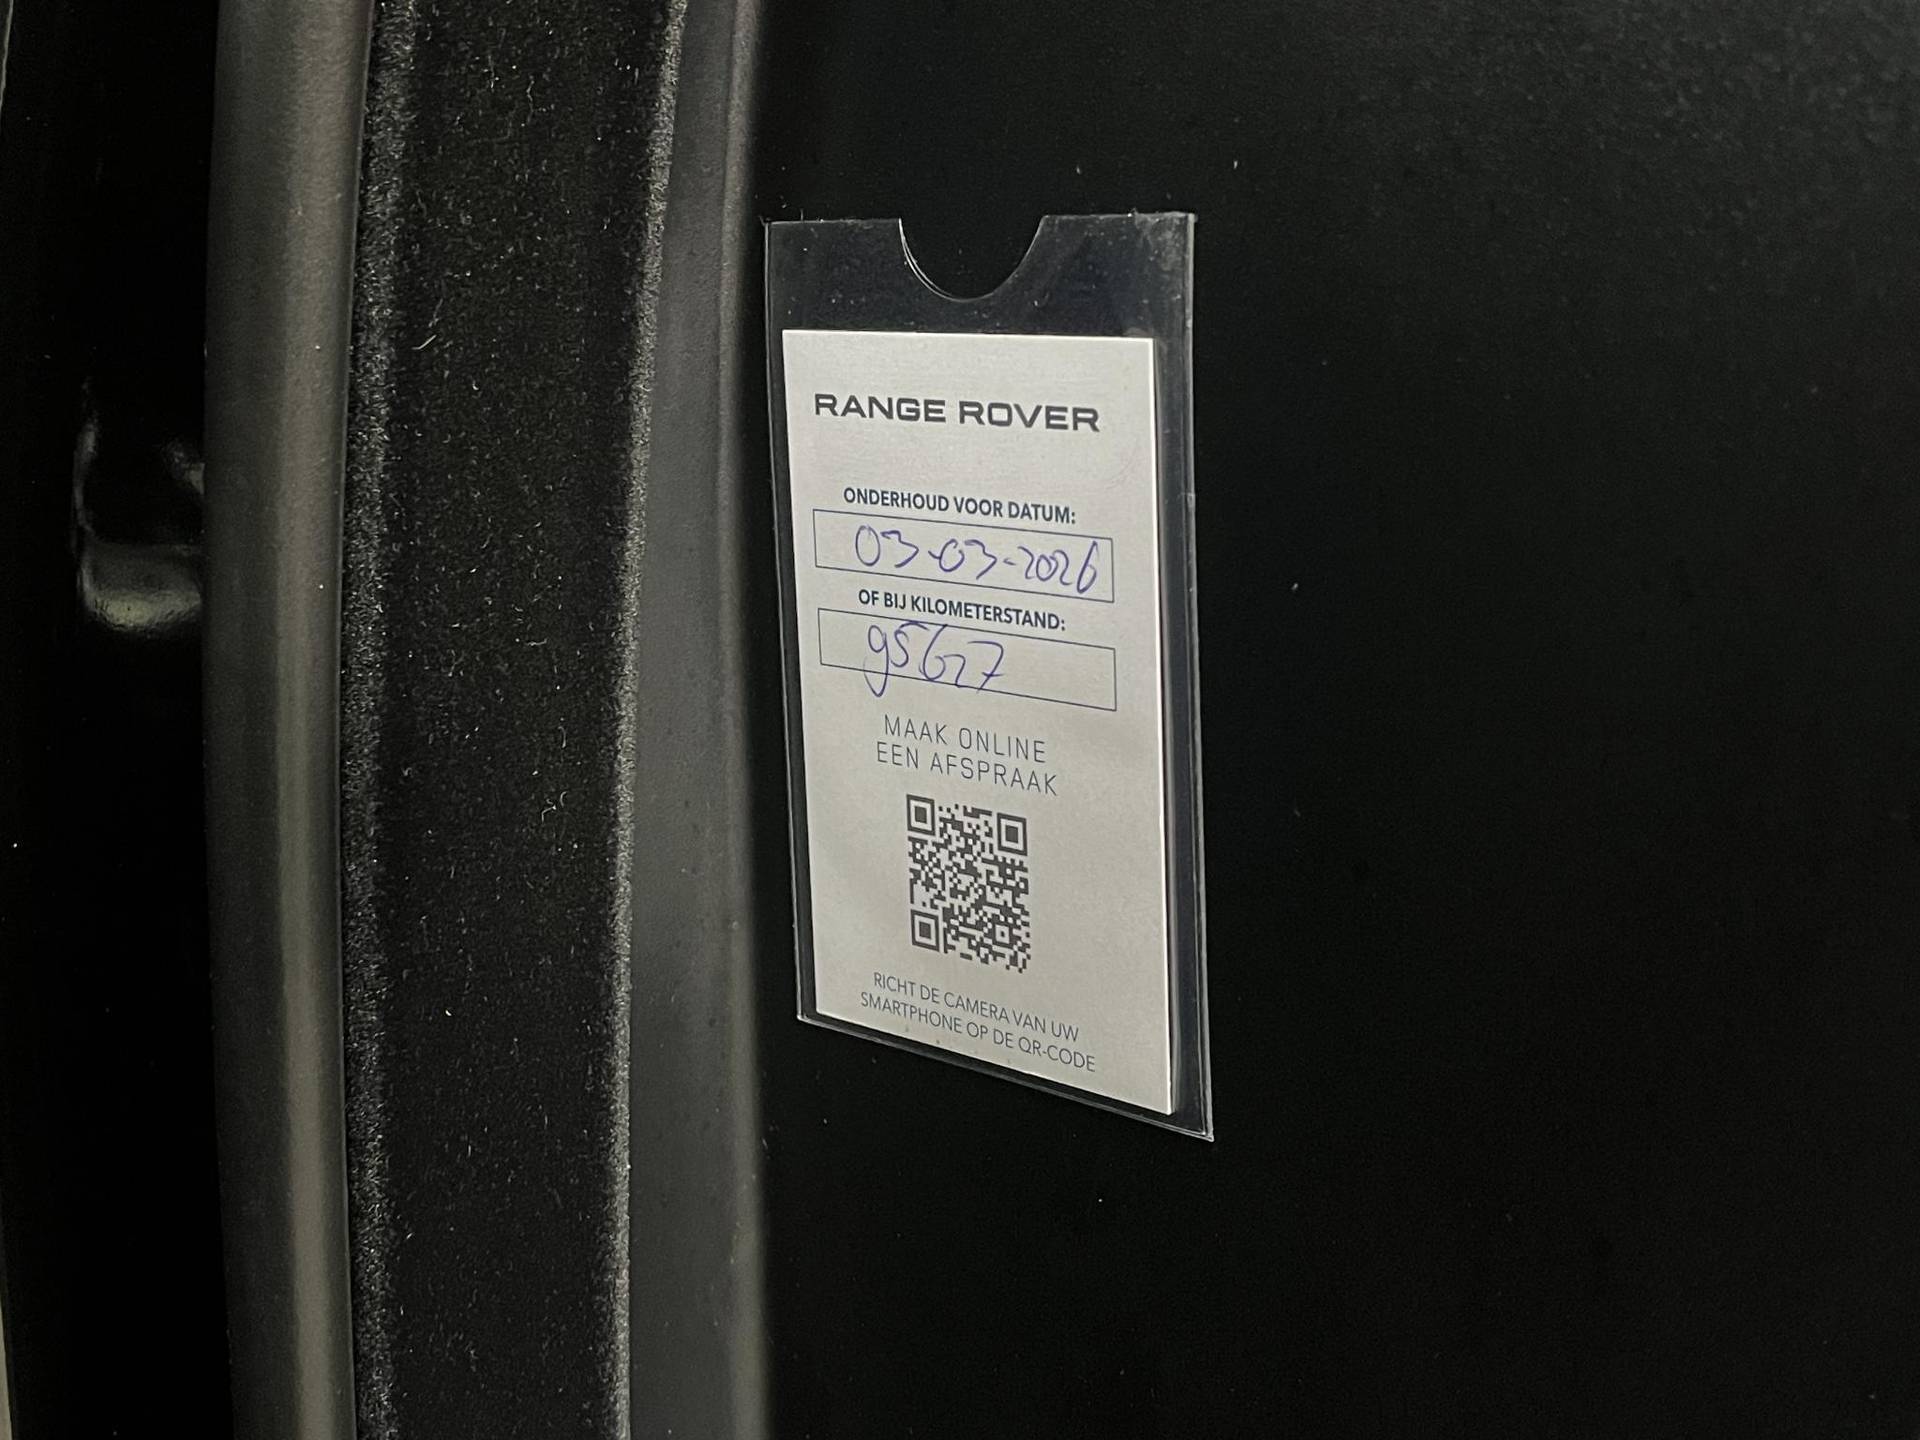 RANGE ROVER
ONDERHOUD VOOR DATUM:
03-03-2026
OF BIJ KILOMETERSTAND:
95627
MAAK ONLINE
EEN AFSPRAAK
RICHT DE CAMERA VAN UW
SMARTPHONE OP DE QR-CODE